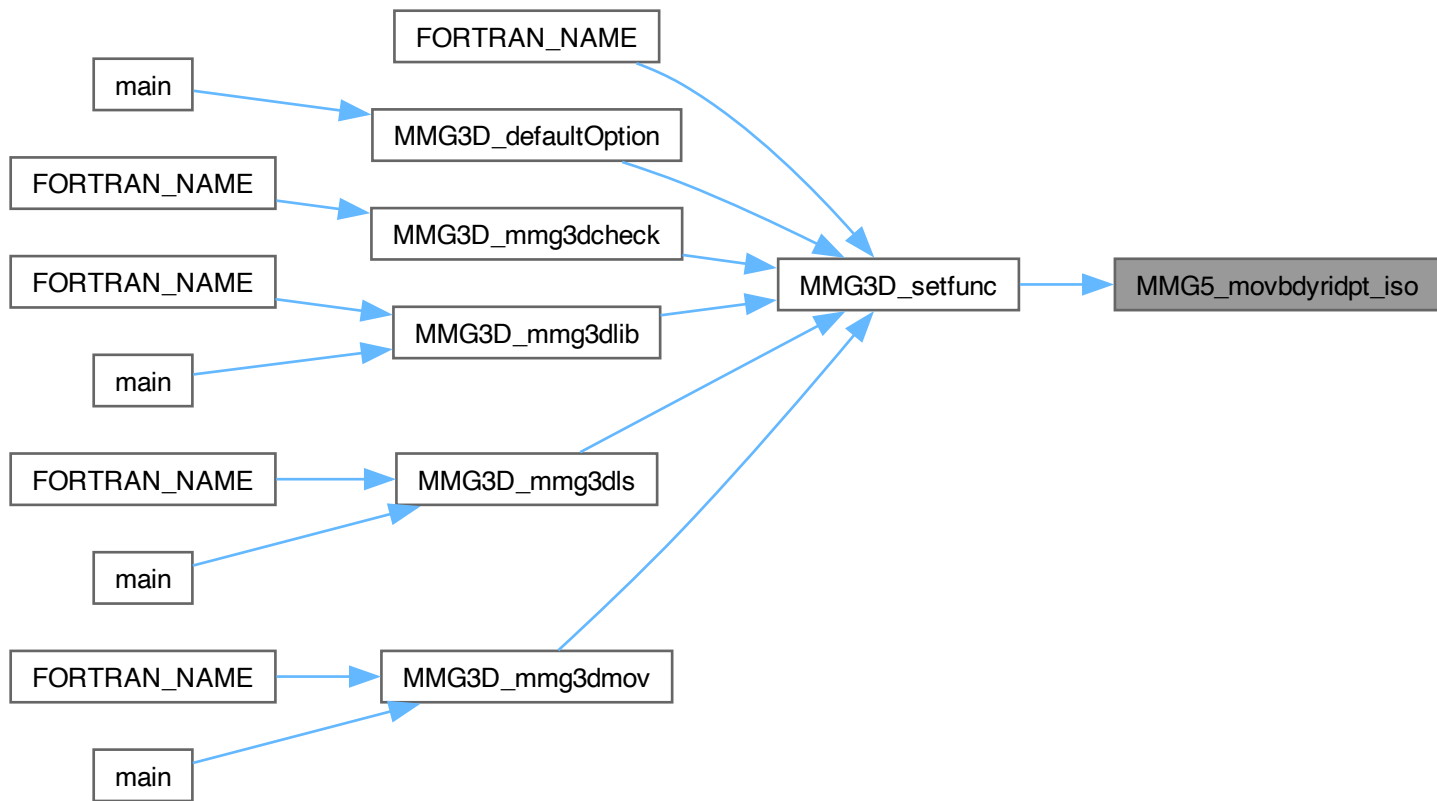 FORTRAN_NAME
main
MMG3D_defaultOption
FORTRAN_NAME
MMG3D_mmg3dcheck
FORTRAN_NAME
MMG3D_setfunc
MMG5_movbdyridpt_iso
MMG3D_mmg3dlib
main
FORTRAN_NAME
MMG3D_mmg3dls
main
FORTRAN_NAME
MMG3D_mmg3dmov
main